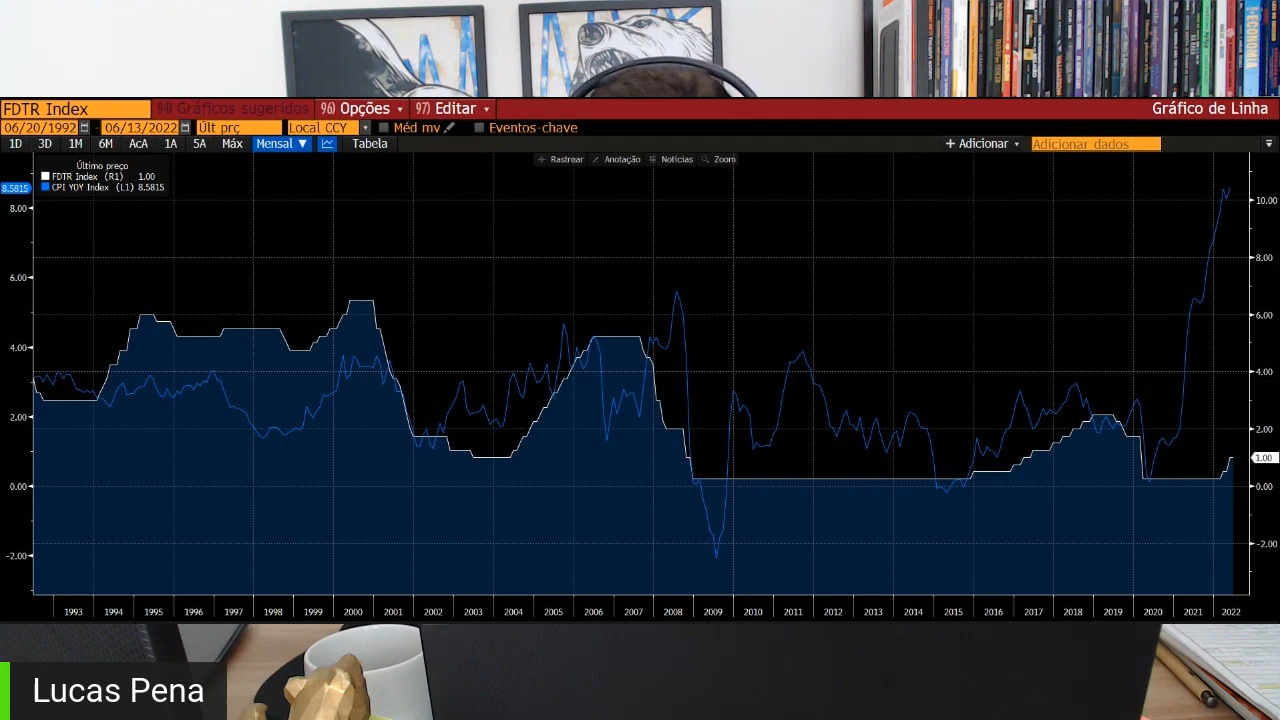 ECONOMIA
FDTR Index 94) Gráficos sugeridos 96) Opções 97) Editar Gráfico de Linha
06/20/1992 - 06/13/2022 Últ prç Local CCY Méd mv Eventos-chave
1D 3D 1M 6M AcA 1A 5A Máx Mensal ▼ Tabela + Adicionar Adicionar dados
Rastrear Anotação Notícias Zoom
Último preço
FDTR Index (R1) 1.00
CPI YOY Index (L1) 8.5815
8.5815
8.00
6.00
4.00
2.00
0.00
-2.00
10.00
8.00
6.00
4.00
2.00
1.00
0.00
-2.00
1993 1994 1995 1996 1997 1998 1999 2000 2001 2002 2003 2004 2005 2006 2007 2008 2009 2010 2011 2012 2013 2014 2015 2016 2017 2018 2019 2020 2021 2022
Lucas Pena